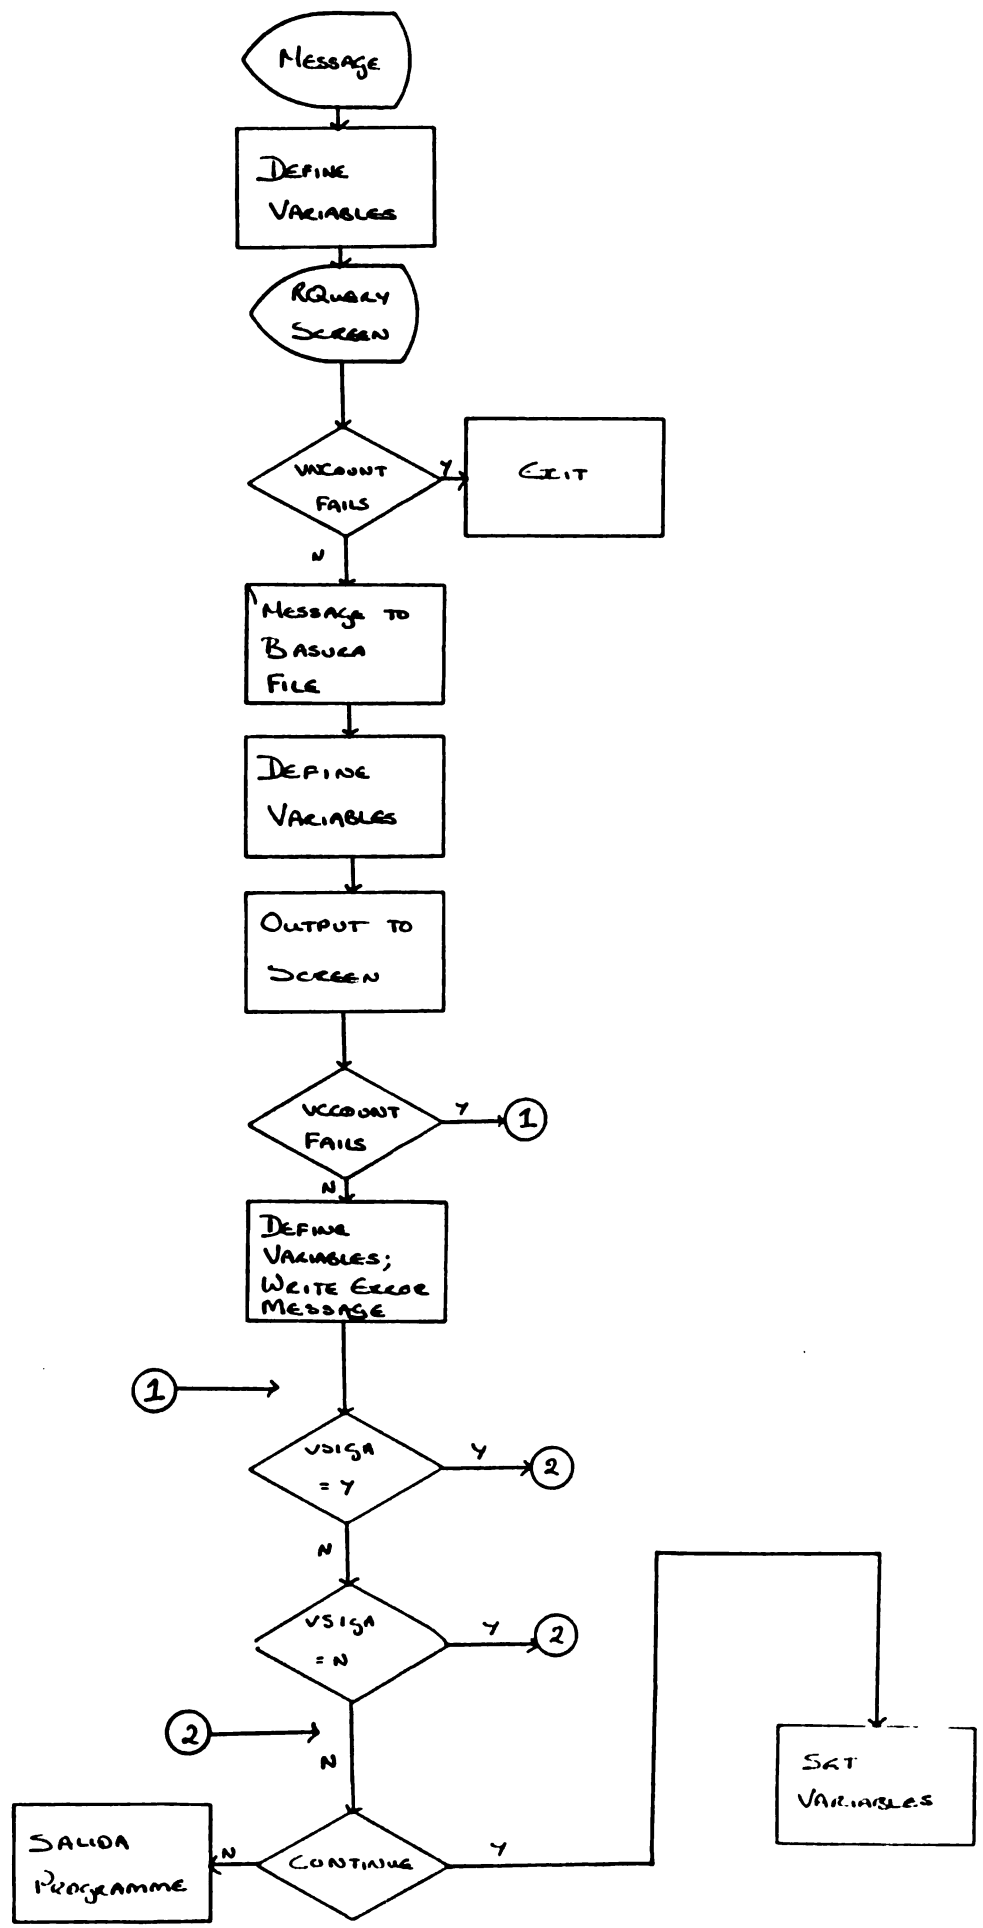 MESSAGE
DEFINE
VARIABLES
RQUARY
SCREEN
VNCOUNT
FAILS
Y
EXIT
N
MESSAGE TO
BASURA
FILE
DEFINE
VARIABLES
OUTPUT TO
SCREEN
VCCOUNT
FAILS
Y
1
N
DEFINE
VARIABLES;
WRITE ERROR
MESSAGE
1
VSIGA
= Y
Y
2
N
VSIGA
= N
Y
2
2
N
SET
VARIABLES
SALIDA
PROGRAMME
N
CONTINUE
Y